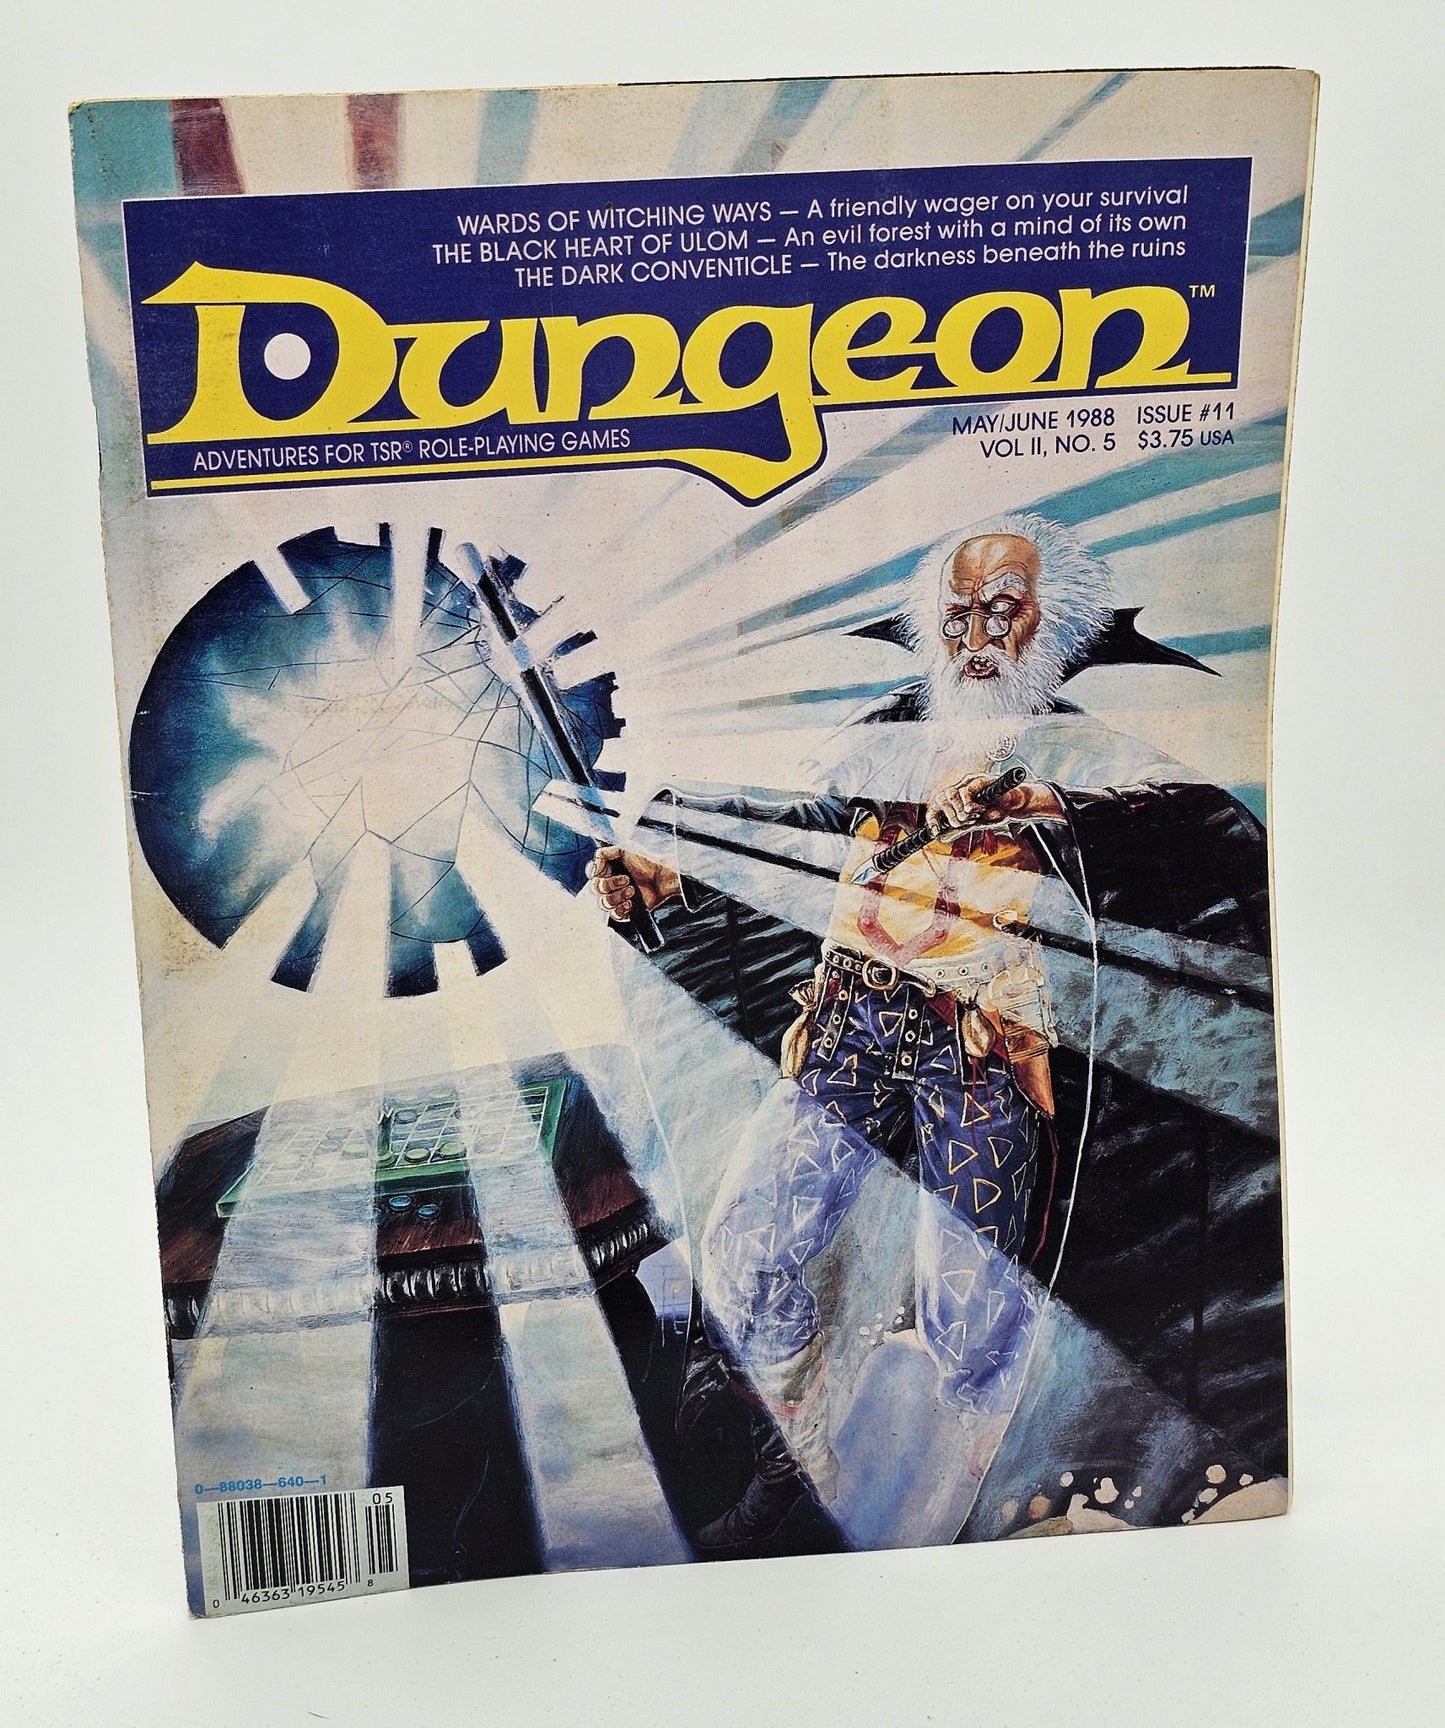 WARDS OF WITCHING WAYS — A friendly wager on your survival
THE BLACK HEART OF ULOM — An evil forest with a mind of its own
THE DARK CONVENTICLE — The darkness beneath the ruins
Dungeon™
ADVENTURES FOR TSR® ROLE-PLAYING GAMES
MAY/JUNE 1988 ISSUE #11
VOL II, NO. 5 $3.75 USA
0—88038—640—1
05
0 46363 19545 8